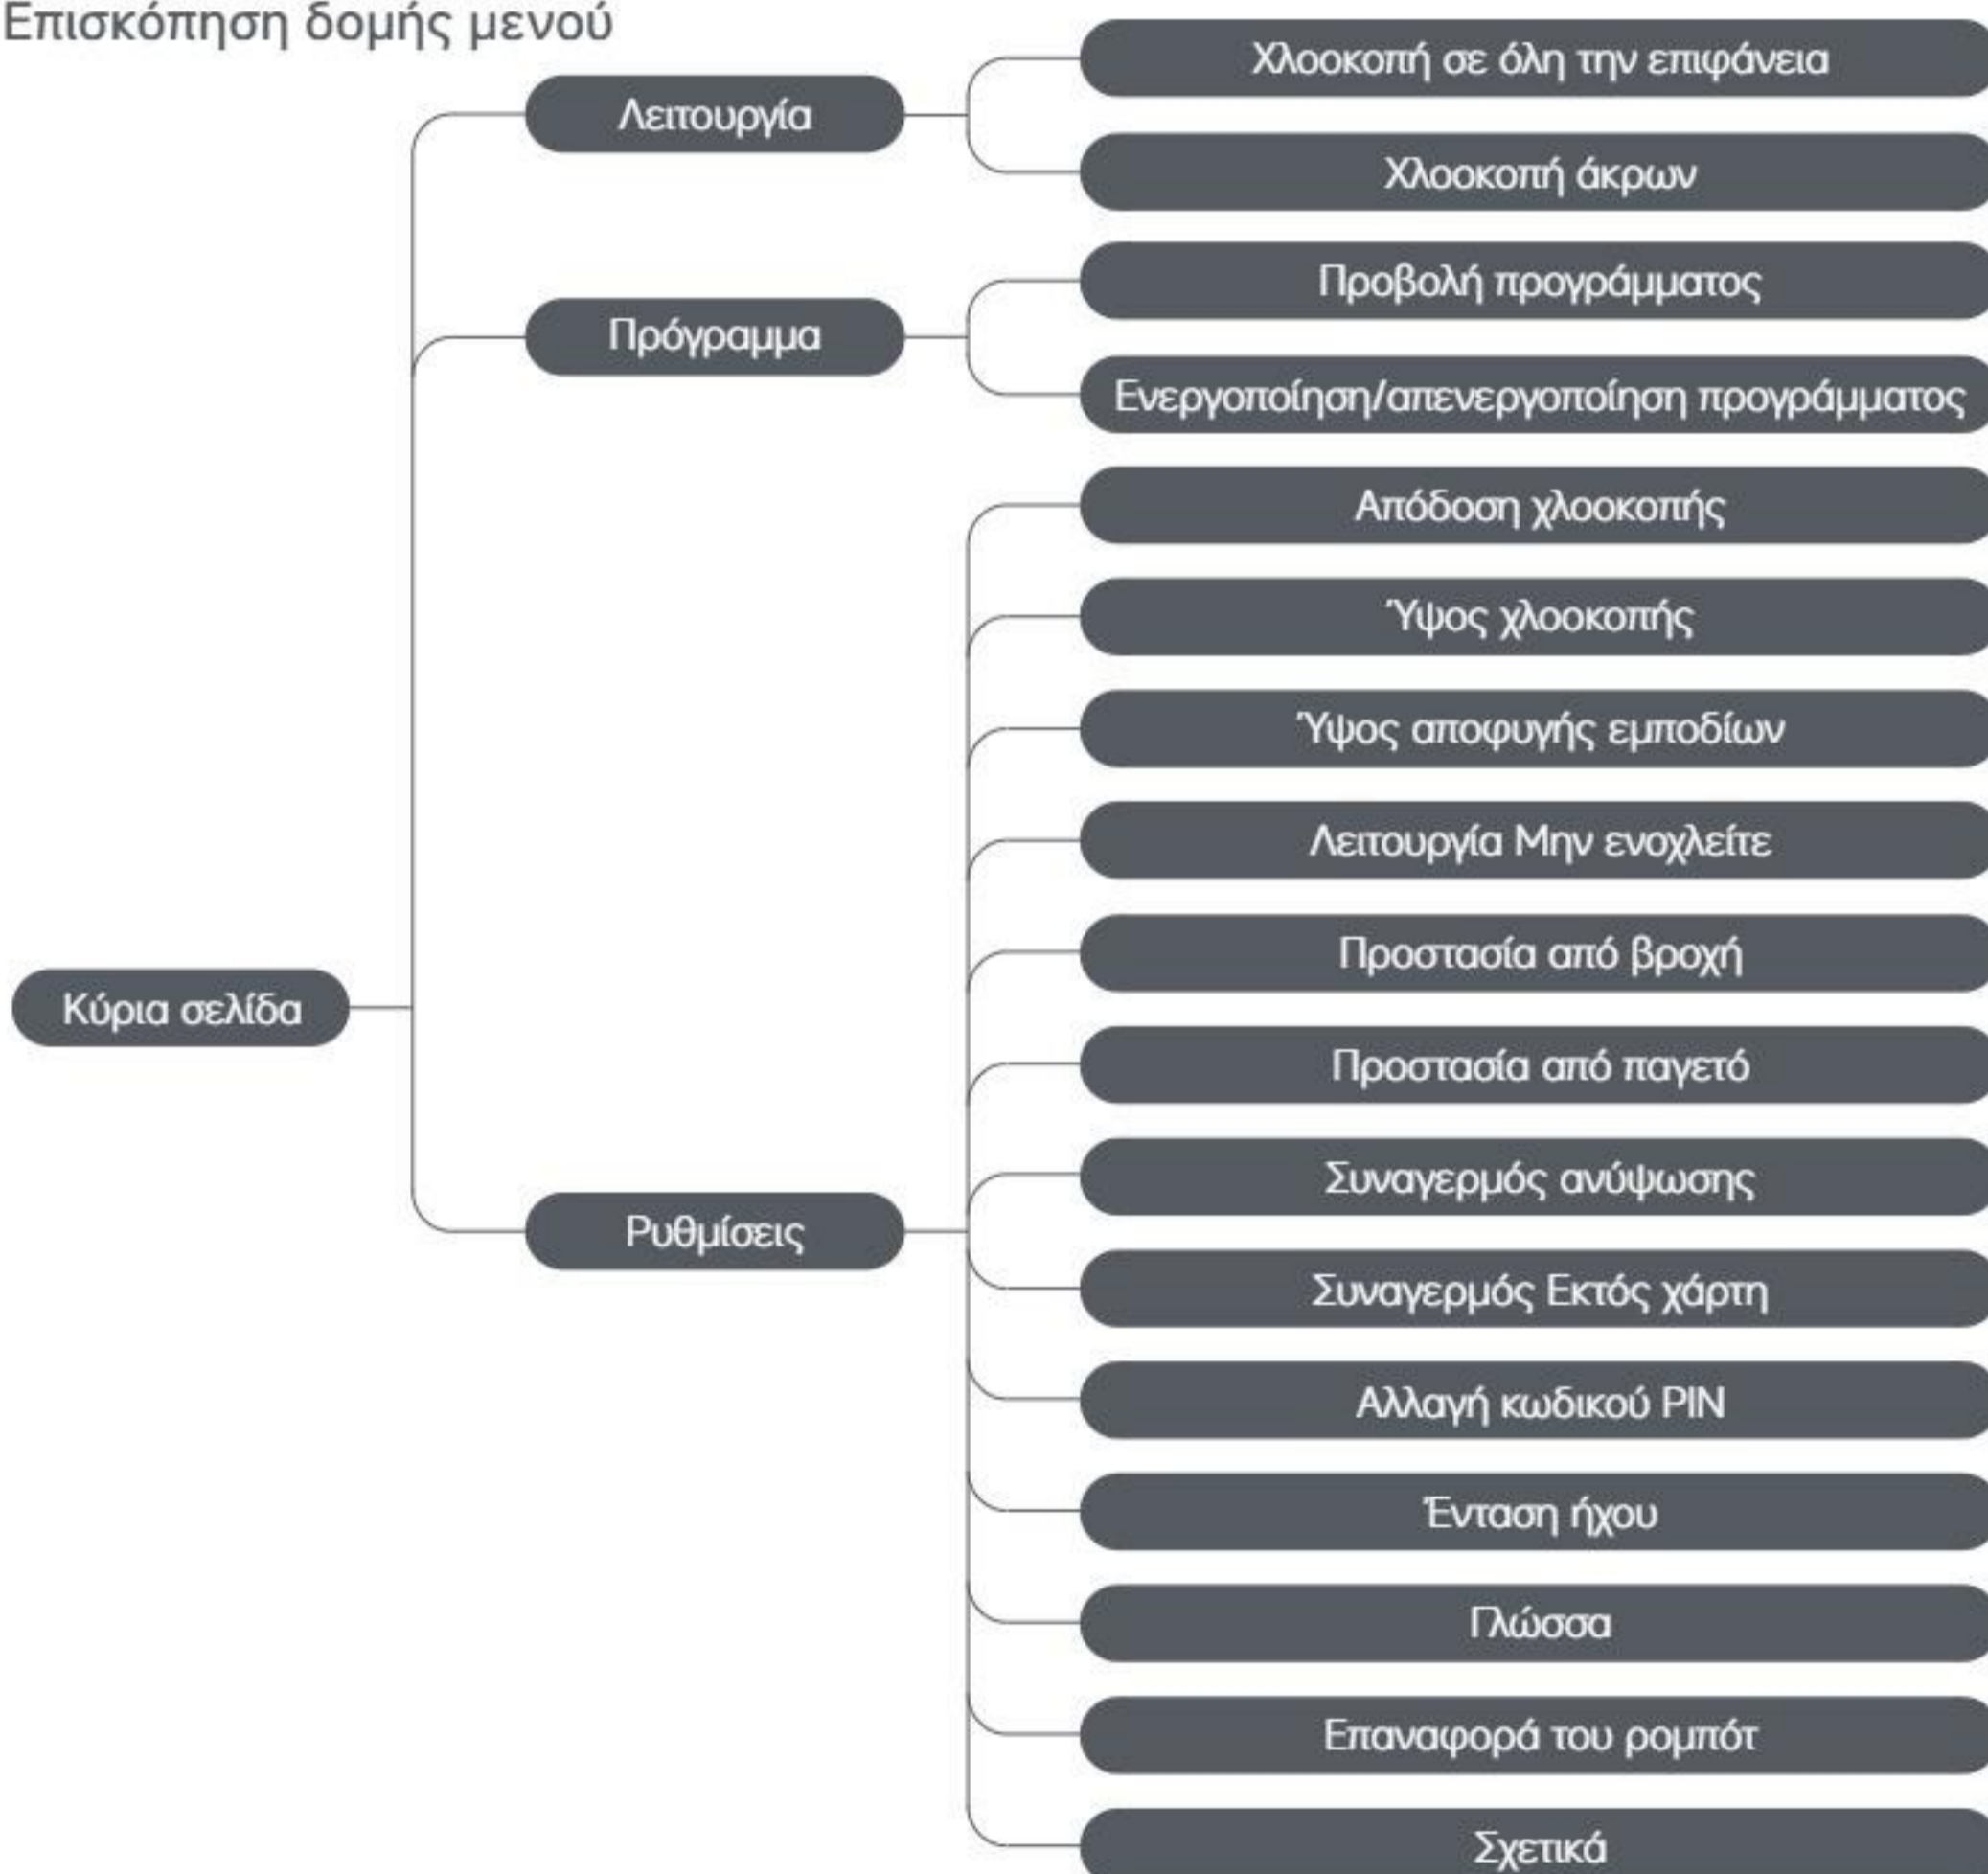 Επισκόπηση δομής μενού
Κύρια σελίδα
Λειτουργία
Χλοοκοπή σε όλη την επιφάνεια
Χλοοκοπή άκρων
Πρόγραμμα
Προβολή προγράμματος
Ενεργοποίηση/απενεργοποίηση προγράμματος
Ρυθμίσεις
Απόδοση χλοοκοπής
Ύψος χλοοκοπής
Ύψος αποφυγής εμποδίων
Λειτουργία Μην ενοχλείτε
Προστασία από βροχή
Προστασία από παγετό
Συναγερμός ανύψωσης
Συναγερμός Εκτός χάρτη
Αλλαγή κωδικού PIN
Ένταση ήχου
Γλώσσα
Επαναφορά του ρομπότ
Σχετικά